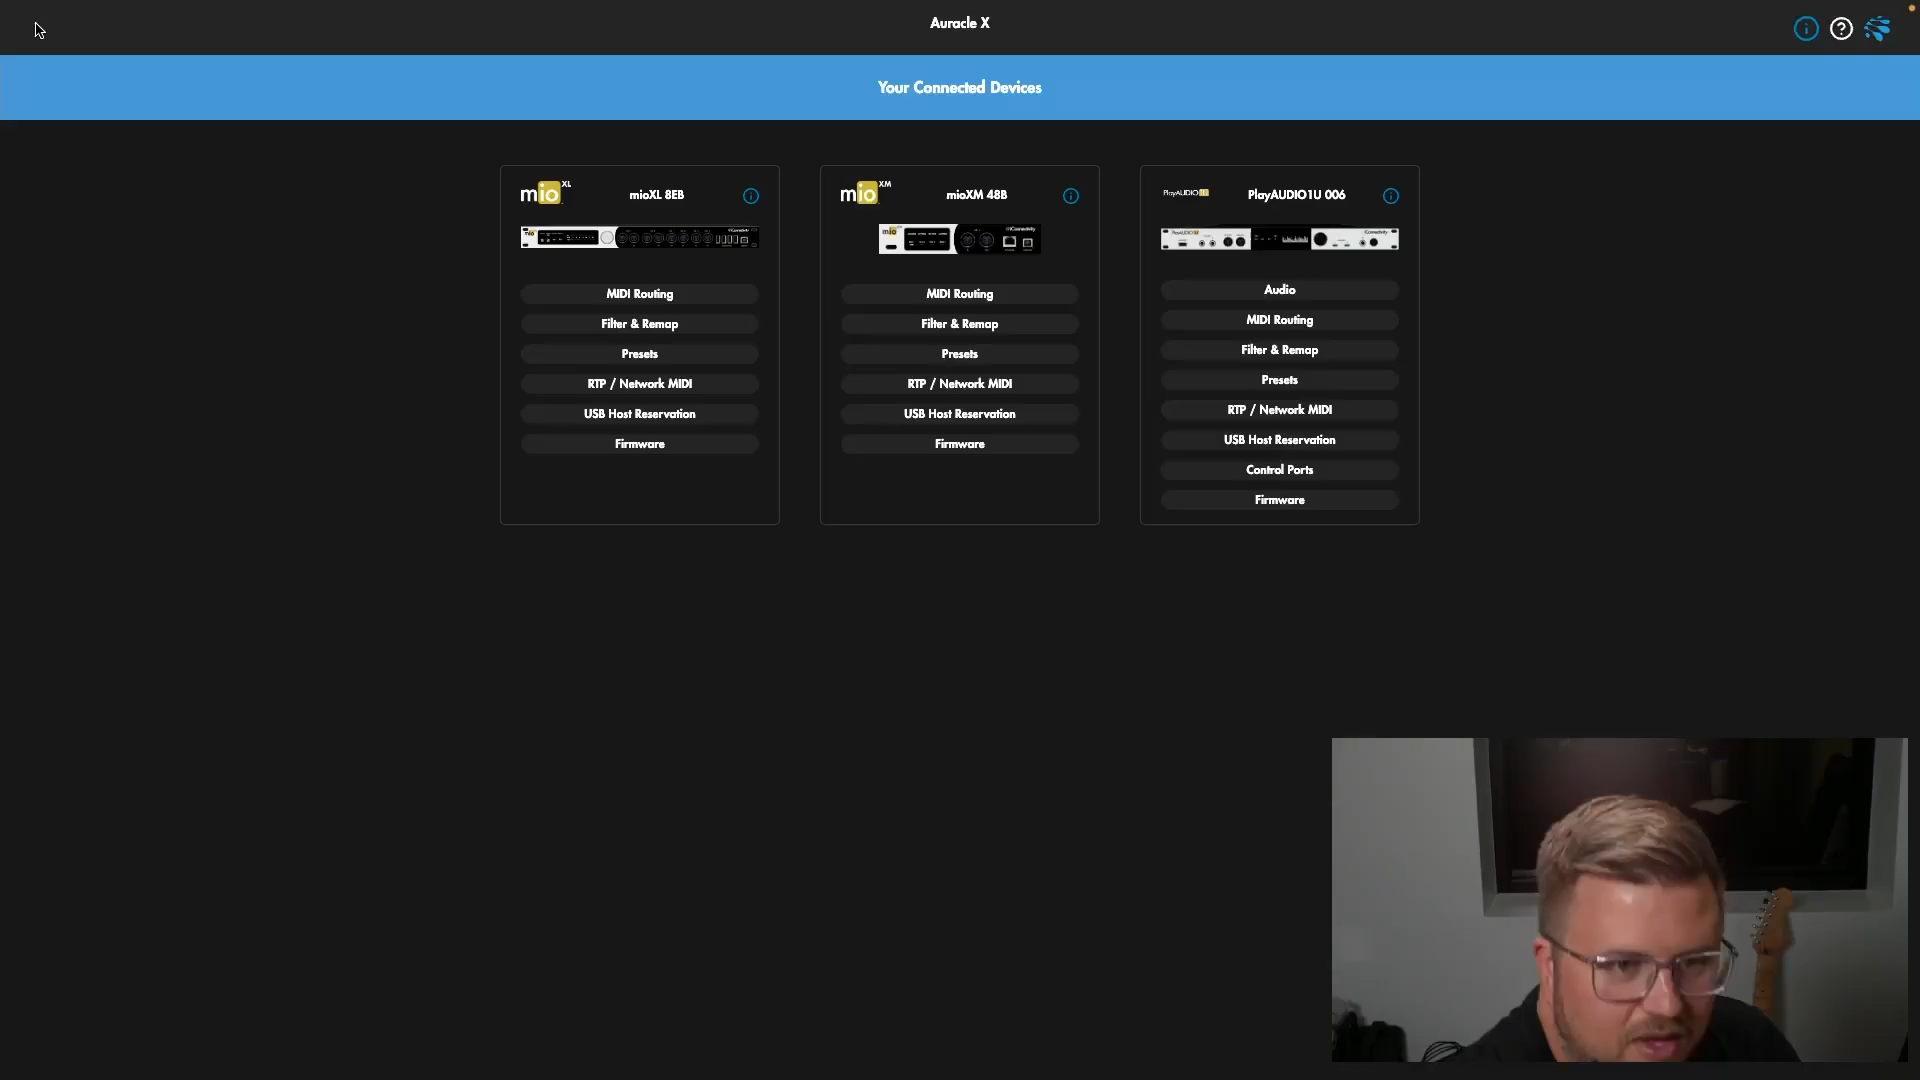 Auracle X
Your Connected Devices
mio XL
mioXL 8EB
MIDI Routing
Filter & Remap
Presets
RTP / Network MIDI
USB Host Reservation
Firmware
mio XM
mioXM 48B
MIDI Routing
Filter & Remap
Presets
RTP / Network MIDI
USB Host Reservation
Firmware
PlayAUDIO1U
PlayAUDIO1U 006
Audio
MIDI Routing
Filter & Remap
Presets
RTP / Network MIDI
USB Host Reservation
Control Ports
Firmware